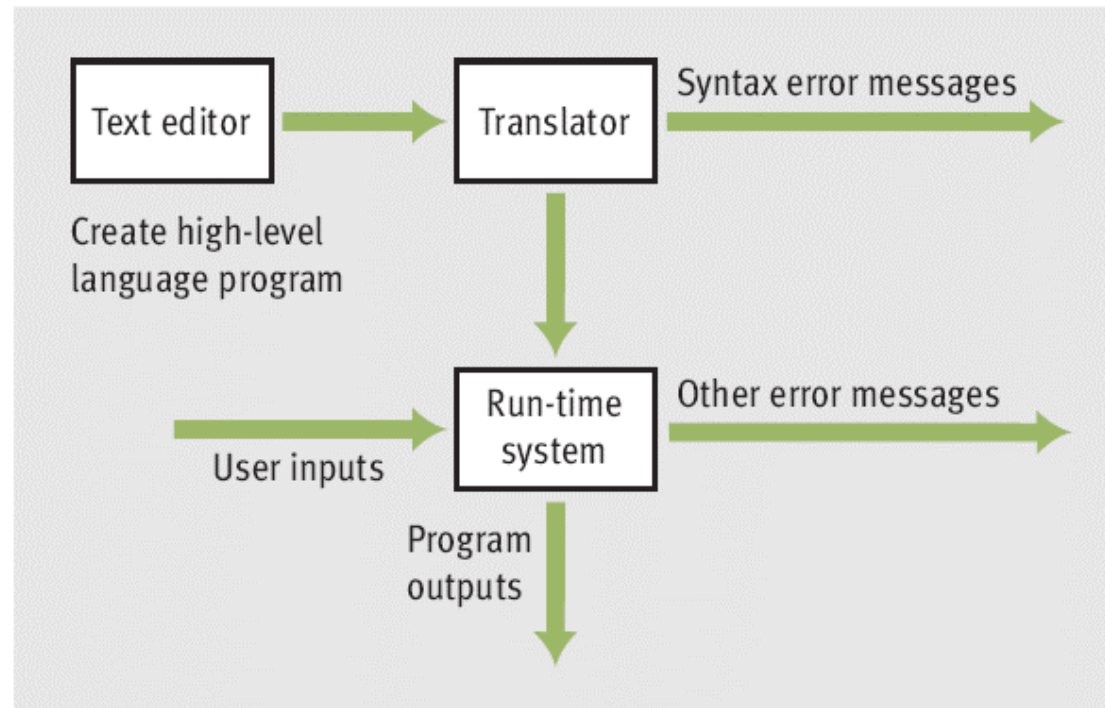 Text editor
Translator
Syntax error messages
Create high-level
language program
Run-time
system
Other error messages
User inputs
Program
outputs